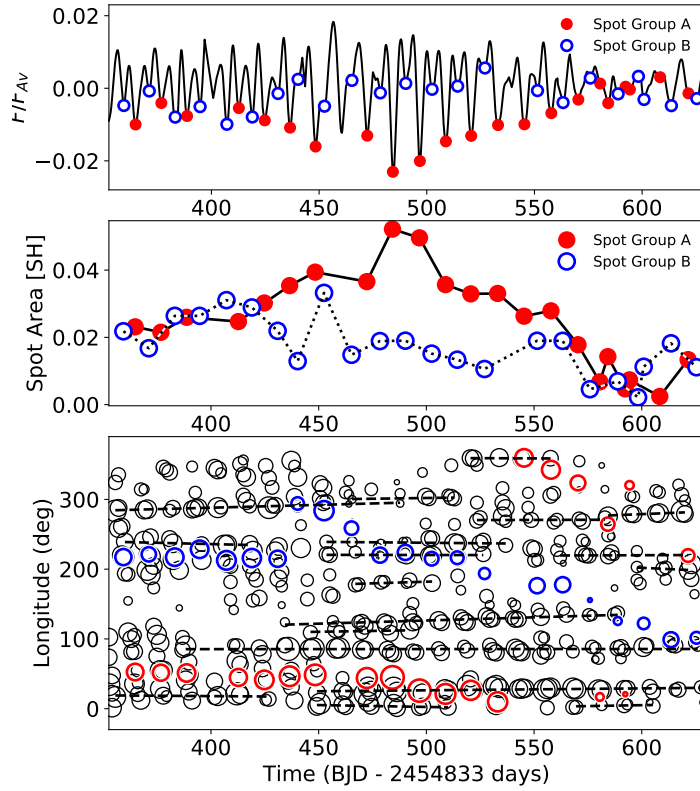 0.02
0.00
−0.02
F/F_Av
Spot Group A
Spot Group B
400 450 500 550 600
0.04
0.02
0.00
Spot Area [SH]
Spot Group A
Spot Group B
400 450 500 550 600
300
200
100
0
Longitude (deg)
400 450 500 550 600
Time (BJD - 2454833 days)